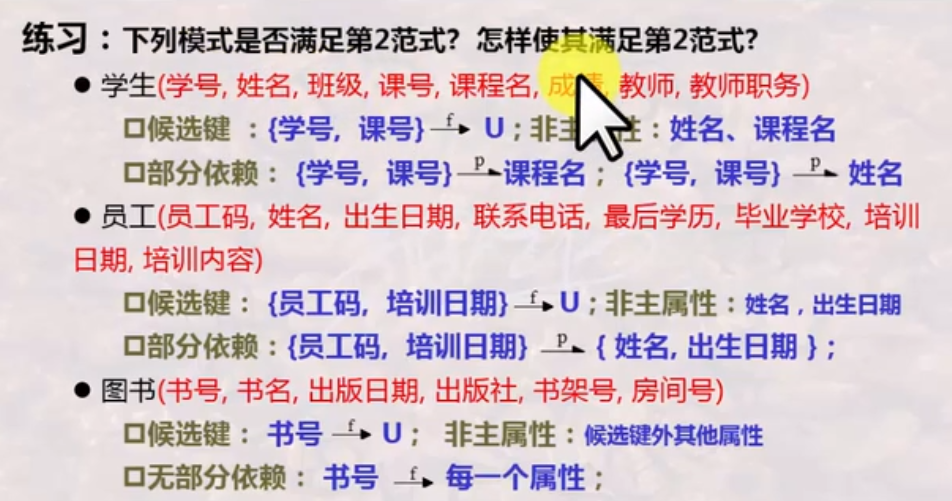 练习：下列模式是否满足第2范式？怎样使其满足第2范式？
● 学生(学号, 姓名, 班级, 课号, 课程名, 成绩, 教师, 教师职务)
口候选键 ：{学号, 课号} f→ U；非主 性：姓名、课程名
口部分依赖： {学号, 课号} p→ 课程名； {学号, 课号} p→ 姓名
● 员工(员工码, 姓名, 出生日期, 联系电话, 最后学历, 毕业学校, 培训
日期, 培训内容)
口候选键： {员工码, 培训日期} f→ U；非主属性：姓名，出生日期
口部分依赖：{员工码, 培训日期} p→ { 姓名, 出生日期 }；
● 图书(书号, 书名, 出版日期, 出版社, 书架号, 房间号)
口候选键： 书号 f→ U； 非主属性：候选键外其他属性
口无部分依赖： 书号 f→ 每一个属性；